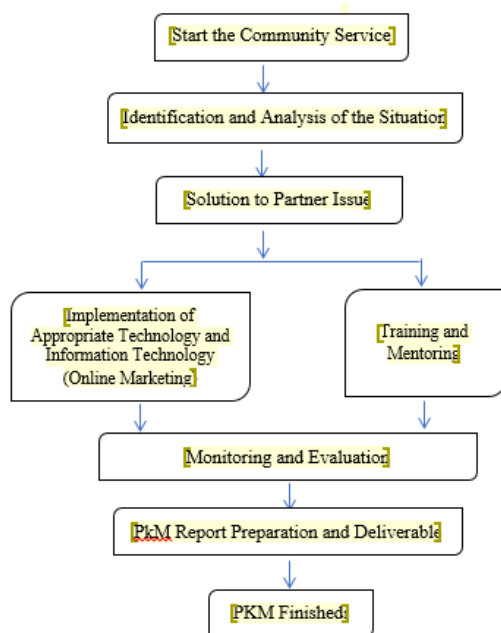 [Start the Community Service]
[Identification and Analysis of the Situation]
[Solution to Partner Issue]
[Implementation of
Appropriate Technology and
Information Technology
(Online Marketing)]
[Training and
Mentoring]
[Monitoring and Evaluation]
[PkM Report Preparation and Deliverable]
[PKM Finished]